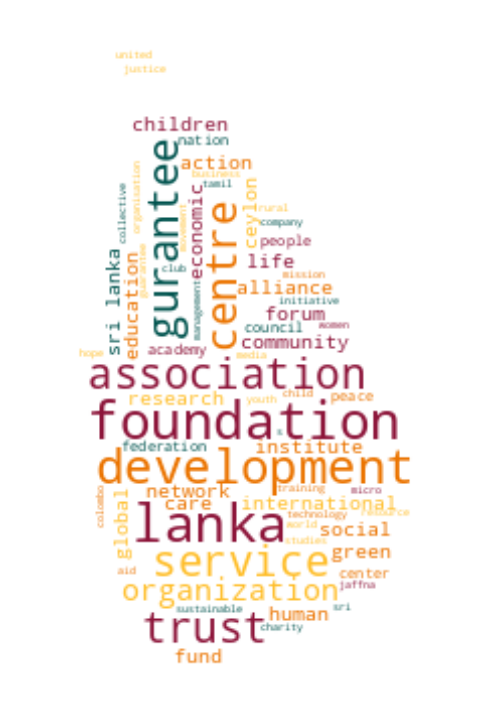 united
justice
children
nation
gurantee
action
business
tamil
organisation
collective
economic
movement
centre
ceylon
rural
company
people
sri lanka
education
guarantee
club
management
life
mission
alliance
initiative
forum
council
women
community
hope
academy
media
association
research
youth
child
peace
foundation
federation
institute
development
colombo
global
network
training
micro
care
international
resource
lanka
technology
world
social
studies
service
green
aid
center
organization
jaffna
sustainable
sri
trust
human
charity
fund